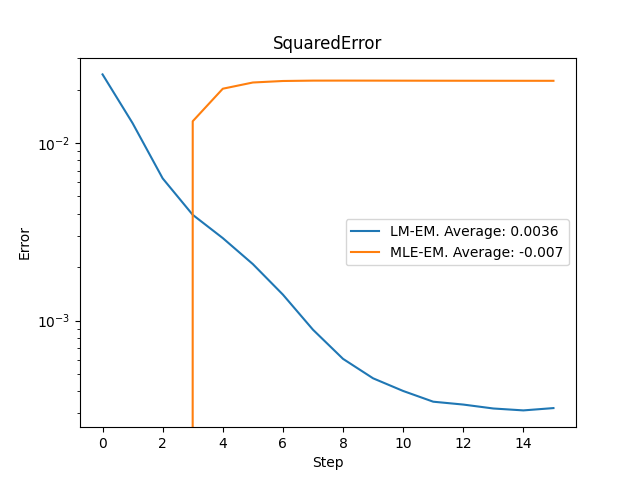 SquaredError
Error
10⁻²
10⁻³
LM-EM. Average: 0.0036
MLE-EM. Average: -0.007
0 2 4 6 8 10 12 14
Step